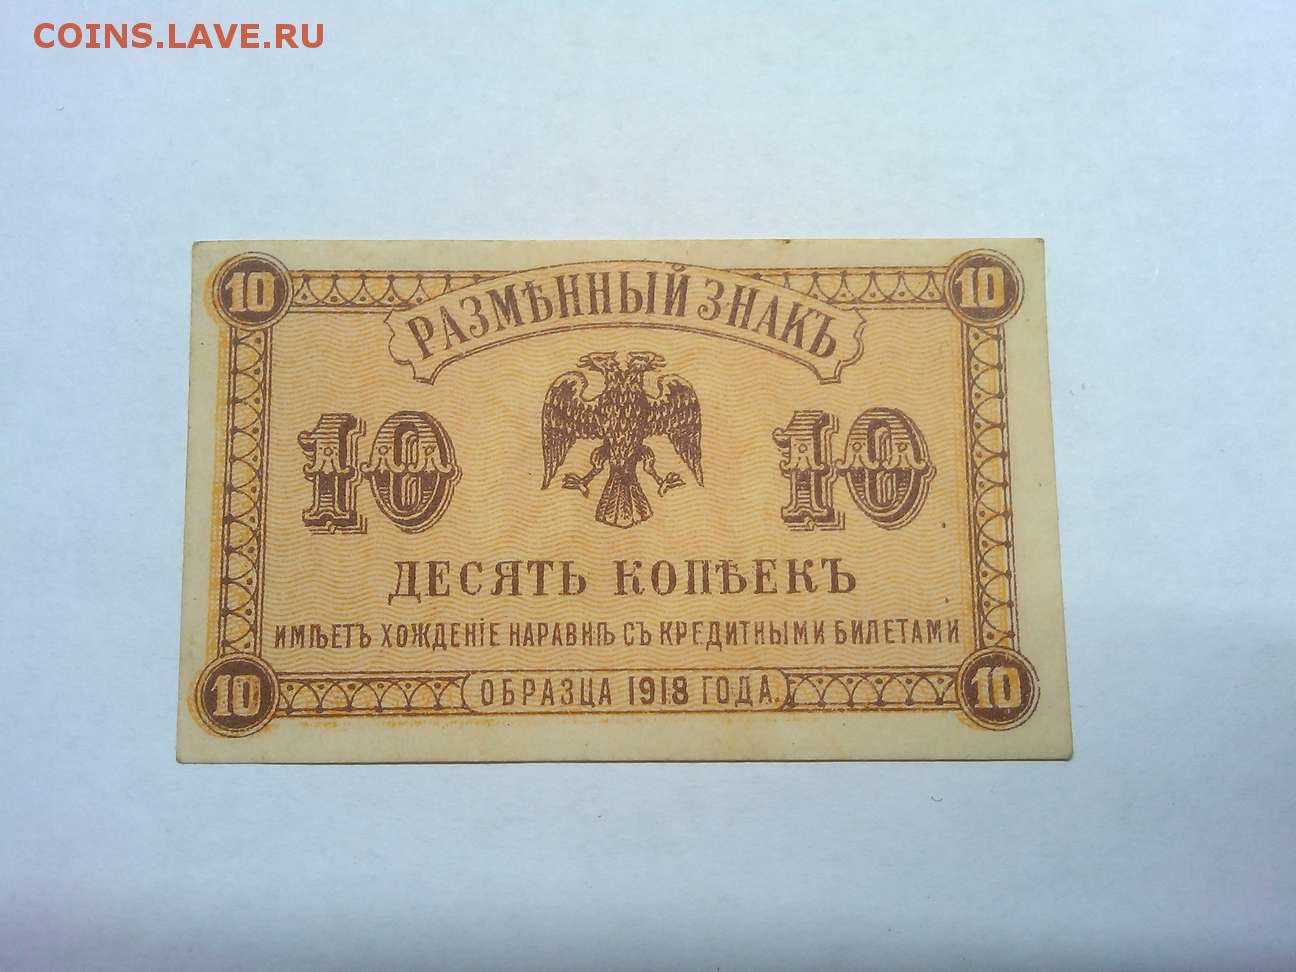 COINS.LAVE.RU
10 10
РАЗМѢННЫЙ ЗНАКЪ
10 10
ДЕСЯТЬ КОПѢЕКЪ
ИМѢЕТЪ ХОЖДЕНІЕ НАРАВНѢ СЪ КРЕДИТНЫМИ БИЛЕТАМИ
10 ОБРАЗЦА 1918 ГОДА. 10